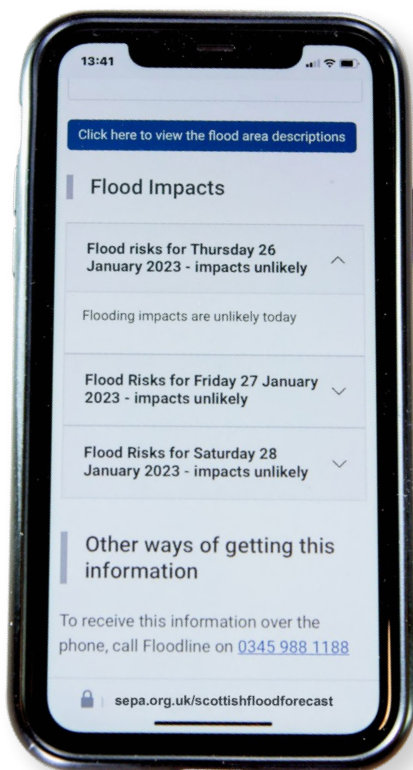 13:41
Click here to view the flood area descriptions
Flood Impacts
Flood risks for Thursday 26
January 2023 - impacts unlikely
Flooding impacts are unlikely today
Flood Risks for Friday 27 January
2023 - impacts unlikely
Flood Risks for Saturday 28
January 2023 - impacts unlikely
Other ways of getting this
information
To receive this information over the
phone, call Floodline on 0345 988 1188
sepa.org.uk/scottishfloodforecast